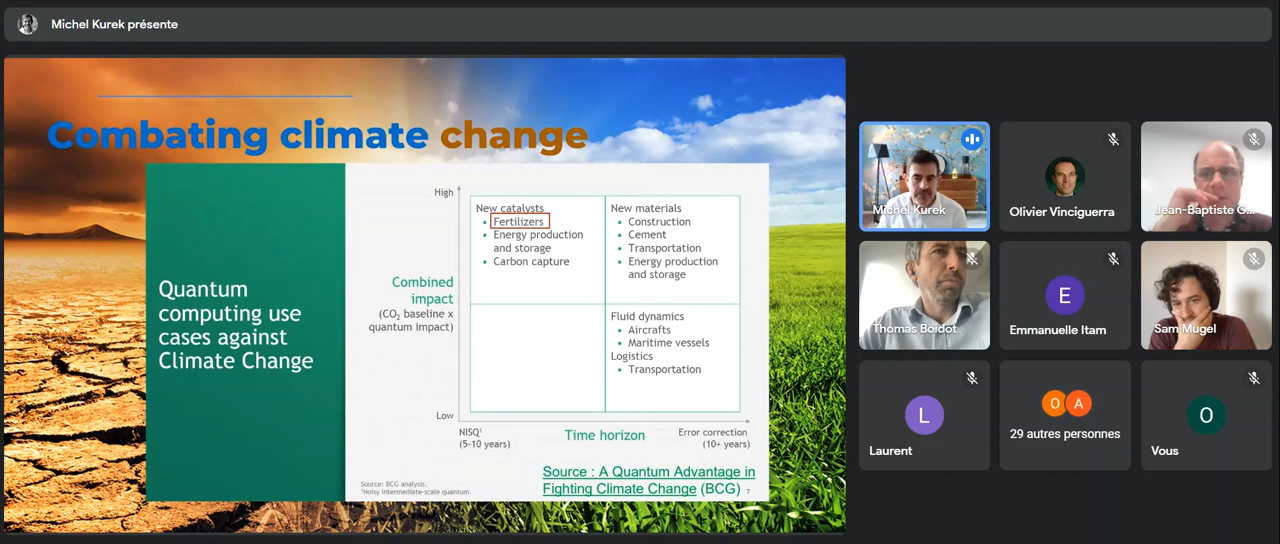 Michel Kurek présente
Combating climate change
Quantum
computing use
cases against
Climate Change
High
Combined
impact
(CO₂ baseline x
quantum impact)
Low
New catalysts
• Fertilizers
• Energy production
and storage
• Carbon capture
New materials
• Construction
• Cement
• Transportation
• Energy production
and storage
Fluid dynamics
• Aircrafts
• Maritime vessels
Logistics
• Transportation
NISQ¹
(5-10 years)
Time horizon
Error correction
(10+ years)
Source: BCG analysis.
¹Noisy intermediate-scale quantum.
Source : A Quantum Advantage in
Fighting Climate Change (BCG)
7
Michel Kurek
Olivier Vinciguerra
Jean-Baptiste G...
Thomas Bordot
E
Emmanuelle Itam
Sam Mugel
L
Laurent
O A
29 autres personnes
O
Vous